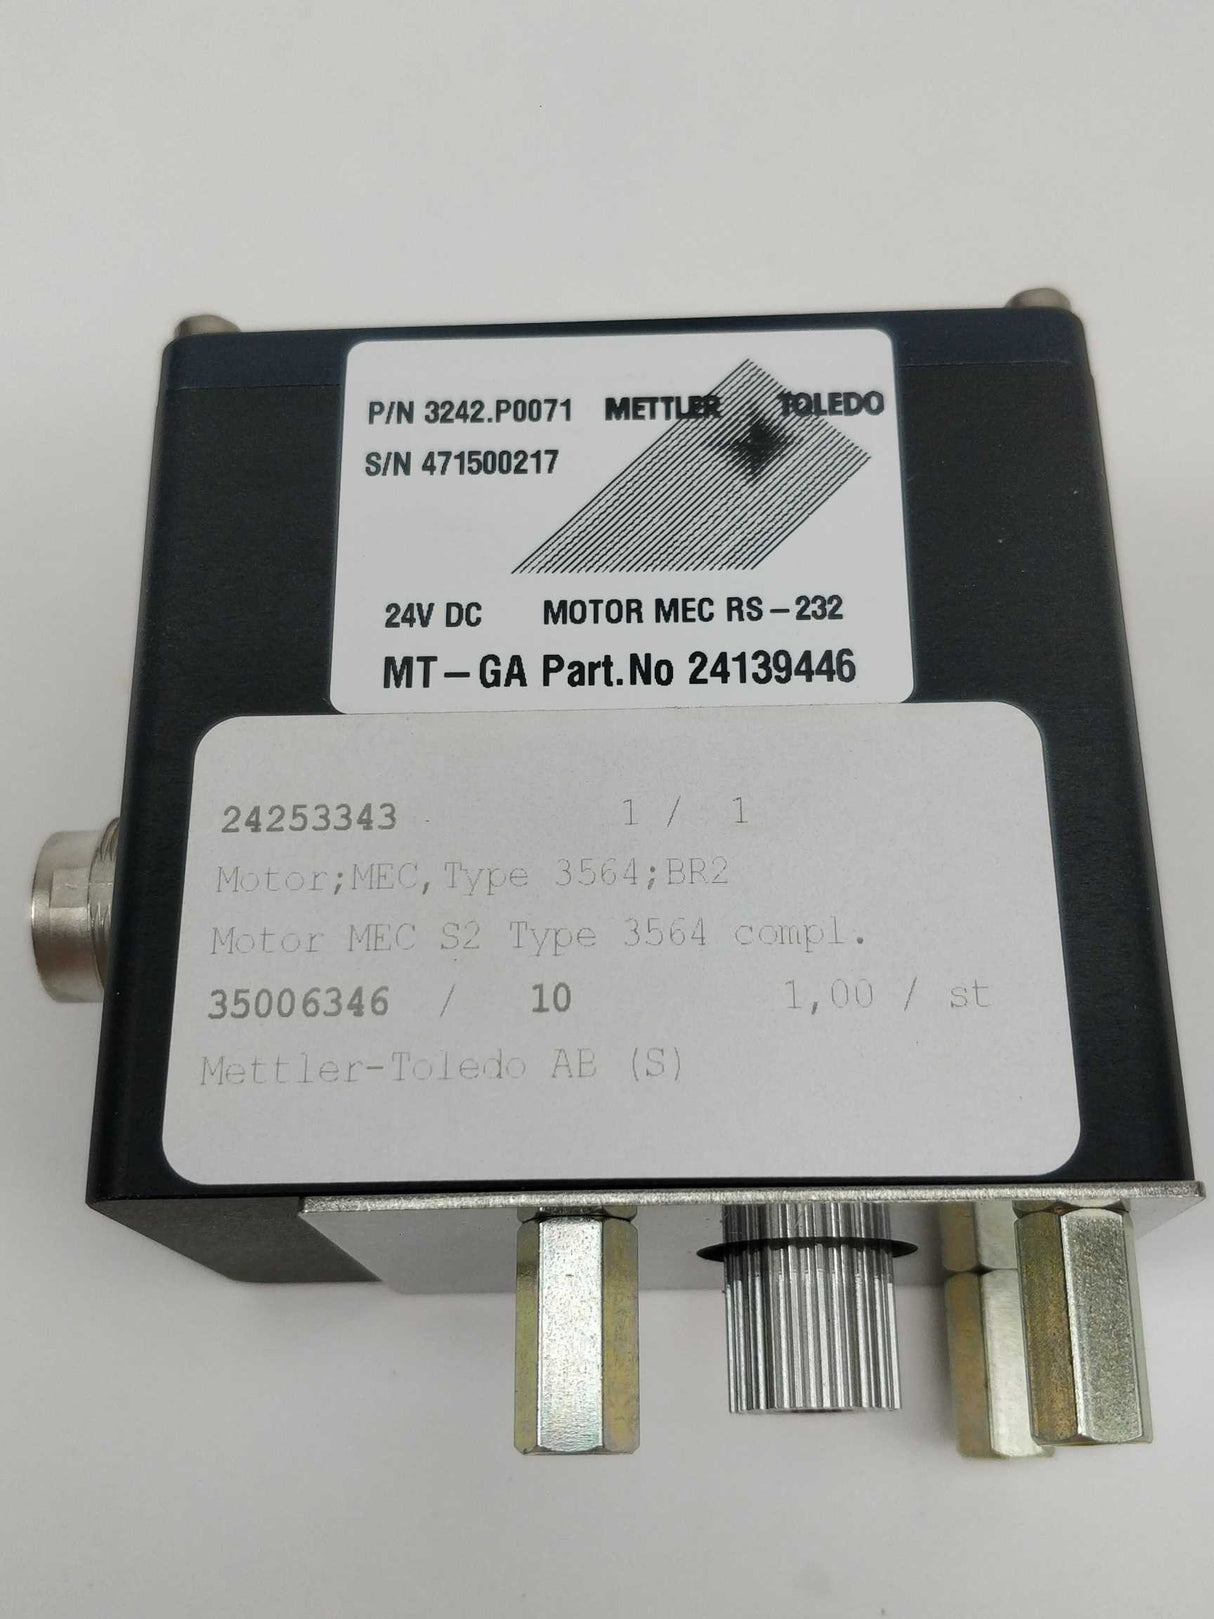 P/N 3242.P0071 METTLER TOLEDO
S/N 471500217
24V DC MOTOR MEC RS-232
MT-GA Part.No 24139446
24253343 1 / 1
Motor;MEC,Type 3564;BR2
Motor MEC S2 Type 3564 compl.
35006346 / 10 1,00 / st
Mettler-Toledo AB (S)